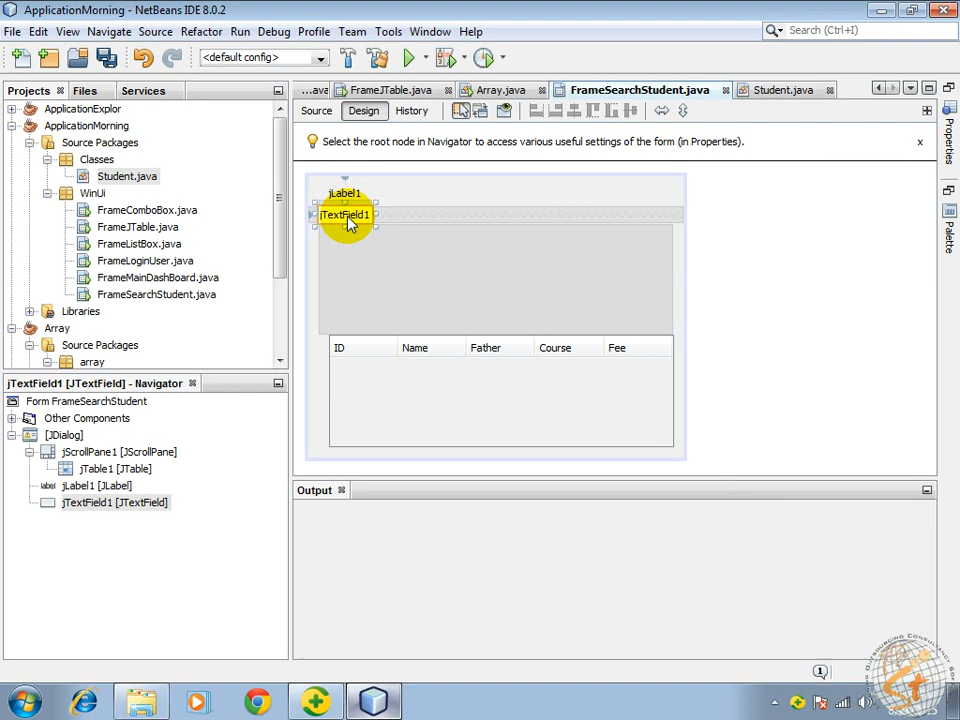 ApplicationMorning - NetBeans IDE 8.0.2
File Edit View Navigate Source Refactor Run Debug Profile Team Tools Window Help
Search (Ctrl+I)
<default config>
Projects Files Services
...ava FrameJTable.java Array.java FrameSearchStudent.java Student.java
Source Design History
Select the root node in Navigator to access various useful settings of the form (in Properties).
x
ApplicationExplor
ApplicationMorning
Source Packages
Classes
Student.java
WinUi
FrameComboBox.java
FrameJTable.java
FrameListBox.java
FrameLoginUser.java
FrameMainDashBoard.java
FrameSearchStudent.java
Libraries
Array
Source Packages
array
jLabel1
jTextField1
ID Name Father Course Fee
Properties
Palette
jTextField1 [JTextField] - Navigator
Form FrameSearchStudent
Other Components
[JDialog]
jScrollPane1 [JScrollPane]
jTable1 [JTable]
label jLabel1 [JLabel]
jTextField1 [JTextField]
Output
1